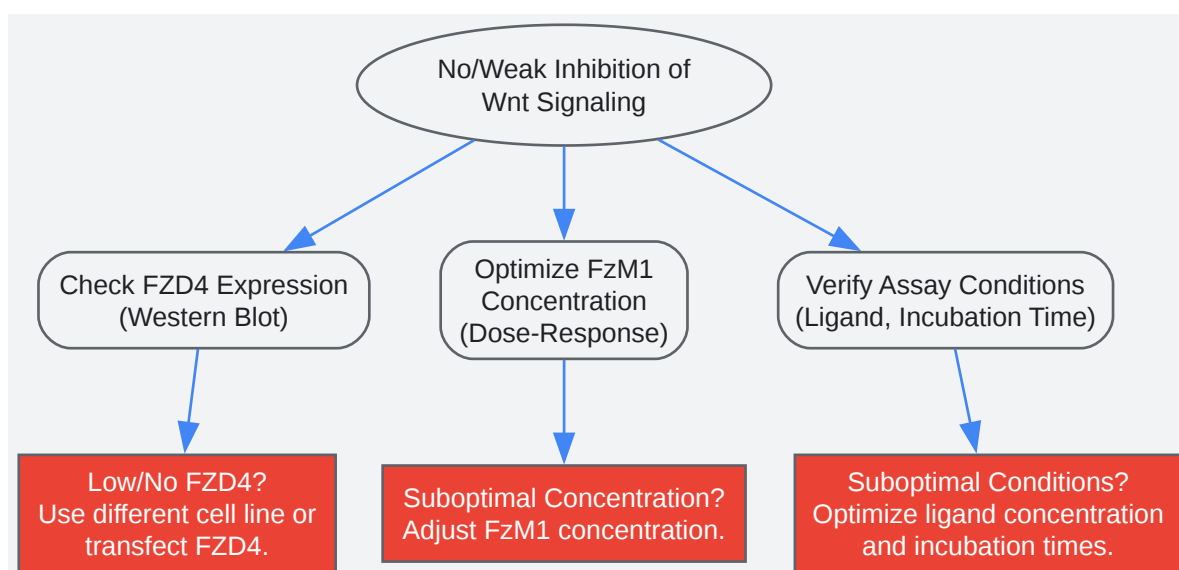 No/Weak Inhibition of
Wnt Signaling
Check FZD4 Expression
(Western Blot)
Optimize FzM1
Concentration
(Dose-Response)
Verify Assay Conditions
(Ligand, Incubation Time)
Low/No FZD4?
Use different cell line or
transfect FZD4.
Suboptimal Concentration?
Adjust FzM1 concentration.
Suboptimal Conditions?
Optimize ligand concentration
and incubation times.